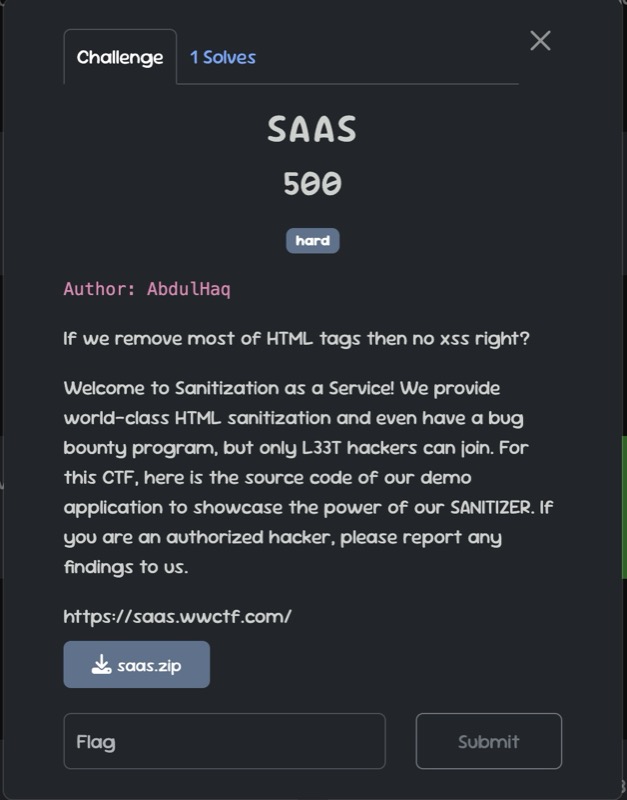 Challenge
1 Solves
SAAS
500
hard
Author: AbdulHaq
If we remove most of HTML tags then no xss right?
Welcome to Sanitization as a Service! We provide
world-class HTML sanitization and even have a bug
bounty program, but only L33T hackers can join. For
this CTF, here is the source code of our demo
application to showcase the power of our SANITIZER. If
you are an authorized hacker, please report any
findings to us.
https://saas.wwctf.com/
saas.zip
Flag
Submit